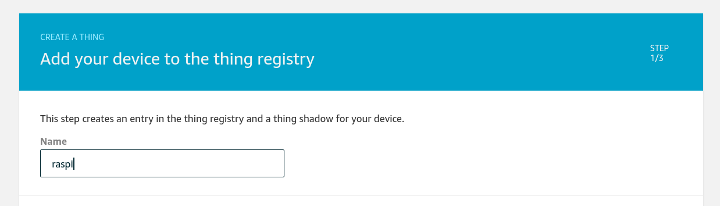 CREATE A THING
Add your device to the thing registry
STEP
1/3
This step creates an entry in the thing registry and a thing shadow for your device.
Name
raspi